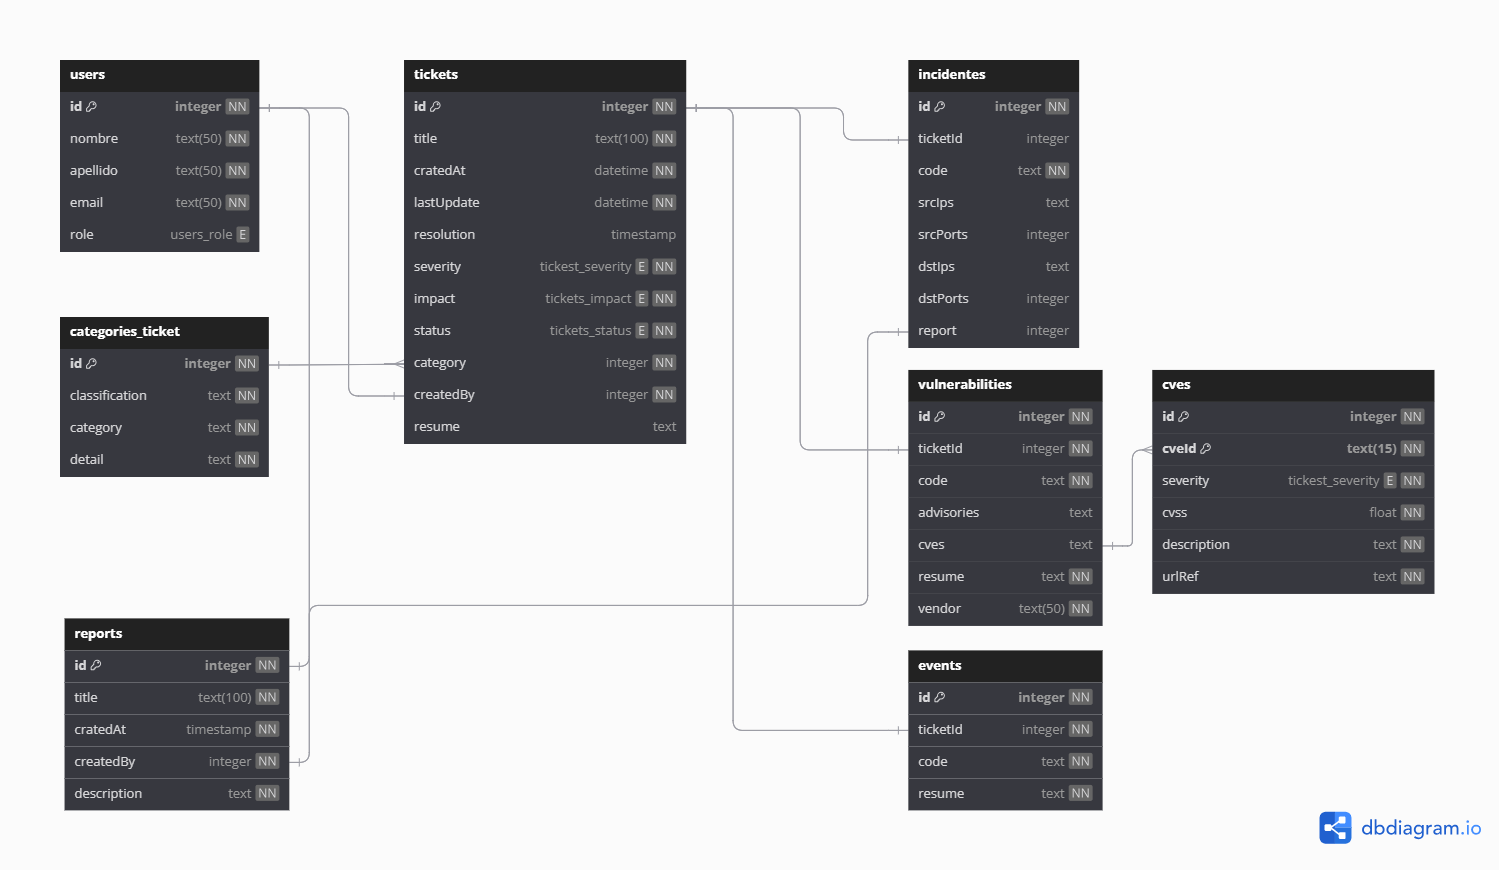 users
id integer NN
nombre text(50) NN
apellido text(50) NN
email text(50) NN
role users_role E
tickets
id integer NN
title text(100) NN
cratedAt datetime NN
lastUpdate datetime NN
resolution timestamp
severity tickest_severity E NN
impact tickets_impact E NN
status tickets_status E NN
category integer NN
createdBy integer NN
resume text
incidentes
id integer NN
ticketId integer
code text NN
srcIps text
srcPorts integer
dstIps text
dstPorts integer
report integer
categories_ticket
id integer NN
classification text NN
category text NN
detail text NN
vulnerabilities
id integer NN
ticketId integer NN
code text NN
advisories text
cves text
resume text NN
vendor text(50) NN
cves
id integer NN
cveId text(15) NN
severity tickest_severity E NN
cvss float NN
description text NN
urlRef text NN
reports
id integer NN
title text(100) NN
cratedAt timestamp NN
createdBy integer NN
description text NN
events
id integer NN
ticketId integer NN
code text NN
resume text NN
dbdiagram.io